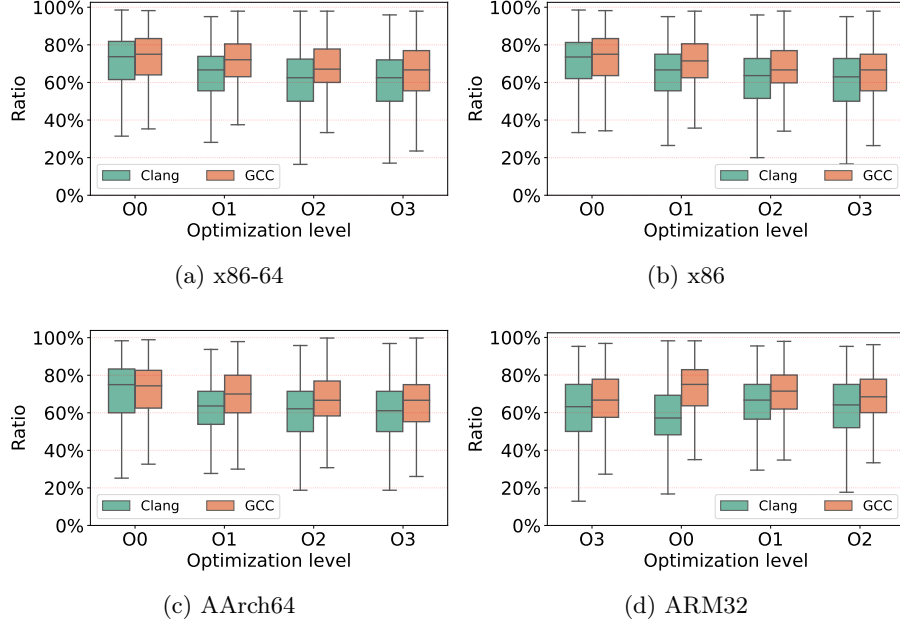 100%
80%
60%
40%
20%
0%
Ratio
Clang
GCC
O0 O1 O2 O3
Optimization level
(a) x86-64
100%
80%
60%
40%
20%
0%
Ratio
Clang
GCC
O0 O1 O2 O3
Optimization level
(b) x86
100%
80%
60%
40%
20%
0%
Ratio
Clang
GCC
O0 O1 O2 O3
Optimization level
(c) AArch64
100%
80%
60%
40%
20%
0%
Ratio
Clang
GCC
O3 O0 O1 O2
Optimization level
(d) ARM32